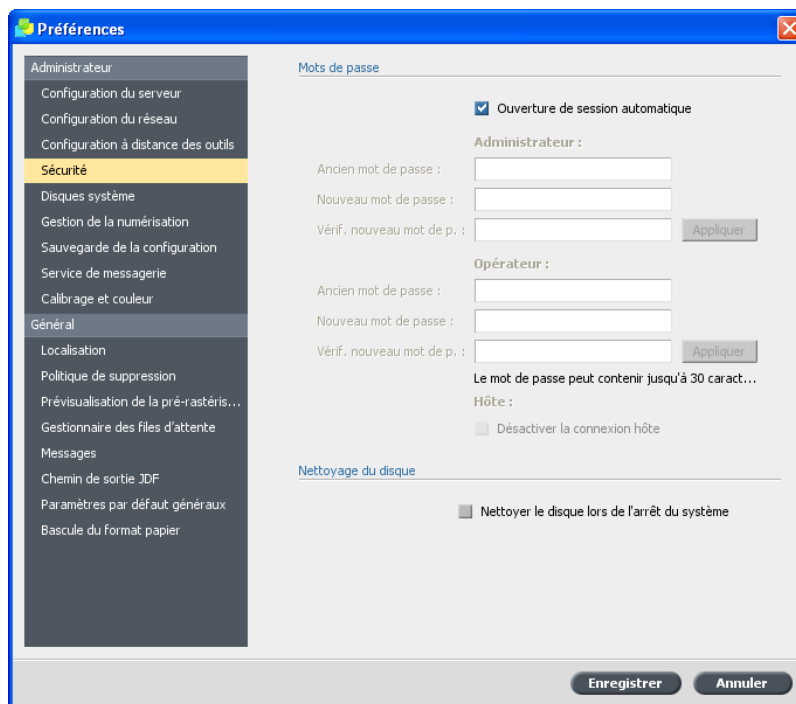 Préférences
Administrateur
Configuration du serveur
Configuration du réseau
Configuration à distance des outils
Sécurité
Disques système
Gestion de la numérisation
Sauvegarde de la configuration
Service de messagerie
Calibrage et couleur
Général
Localisation
Politique de suppression
Prévisualisation de la pré-rastéris...
Gestionnaire des files d'attente
Messages
Chemin de sortie JDF
Paramètres par défaut généraux
Bascule du format papier
Mots de passe
Ouverture de session automatique
Administrateur :
Ancien mot de passe :
Nouveau mot de passe :
Vérif. nouveau mot de p. :
Appliquer
Opérateur :
Ancien mot de passe :
Nouveau mot de passe :
Vérif. nouveau mot de p. :
Appliquer
Le mot de passe peut contenir jusqu'à 30 caract...
Hôte :
Désactiver la connexion hôte
Nettoyage du disque
Nettoyer le disque lors de l'arrêt du système
Enregistrer
Annuler